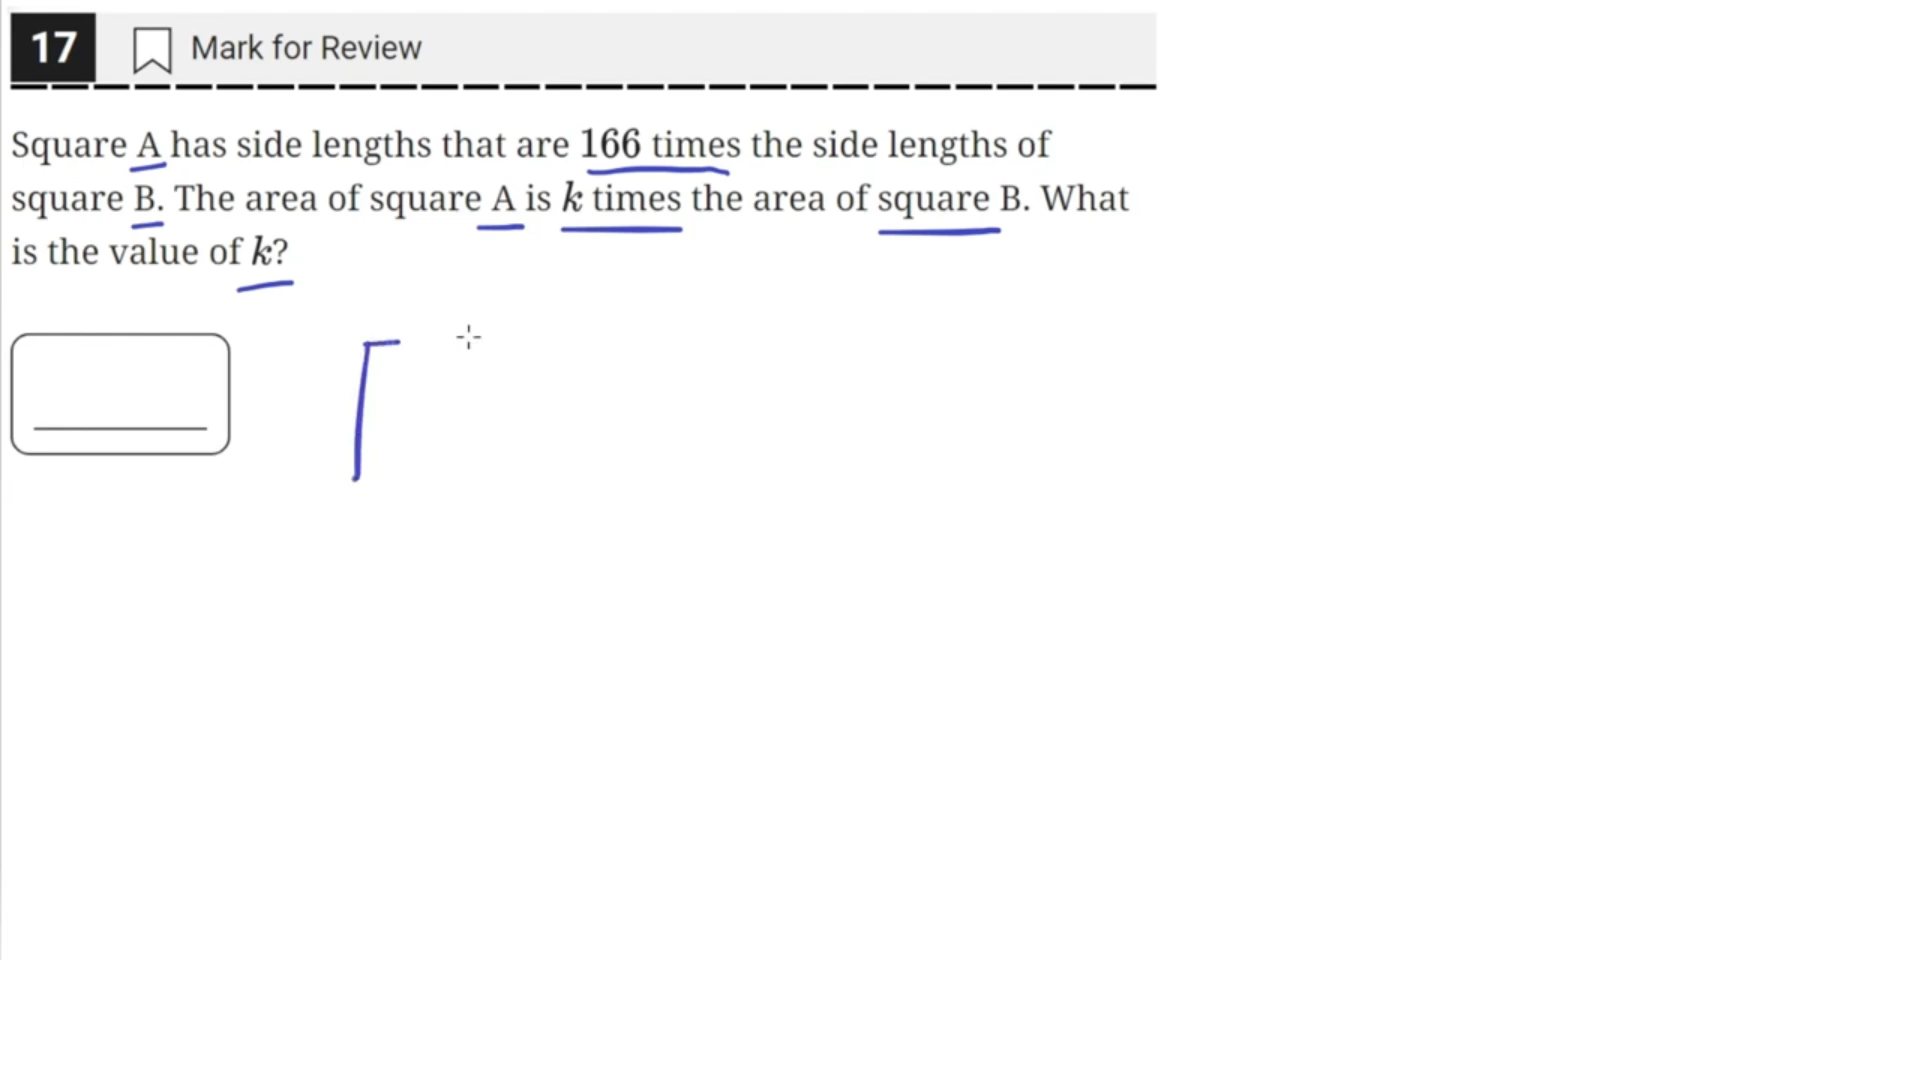 17 Mark for Review
Square A has side lengths that are 166 times the side lengths of
square B. The area of square A is k times the area of square B. What
is the value of k?